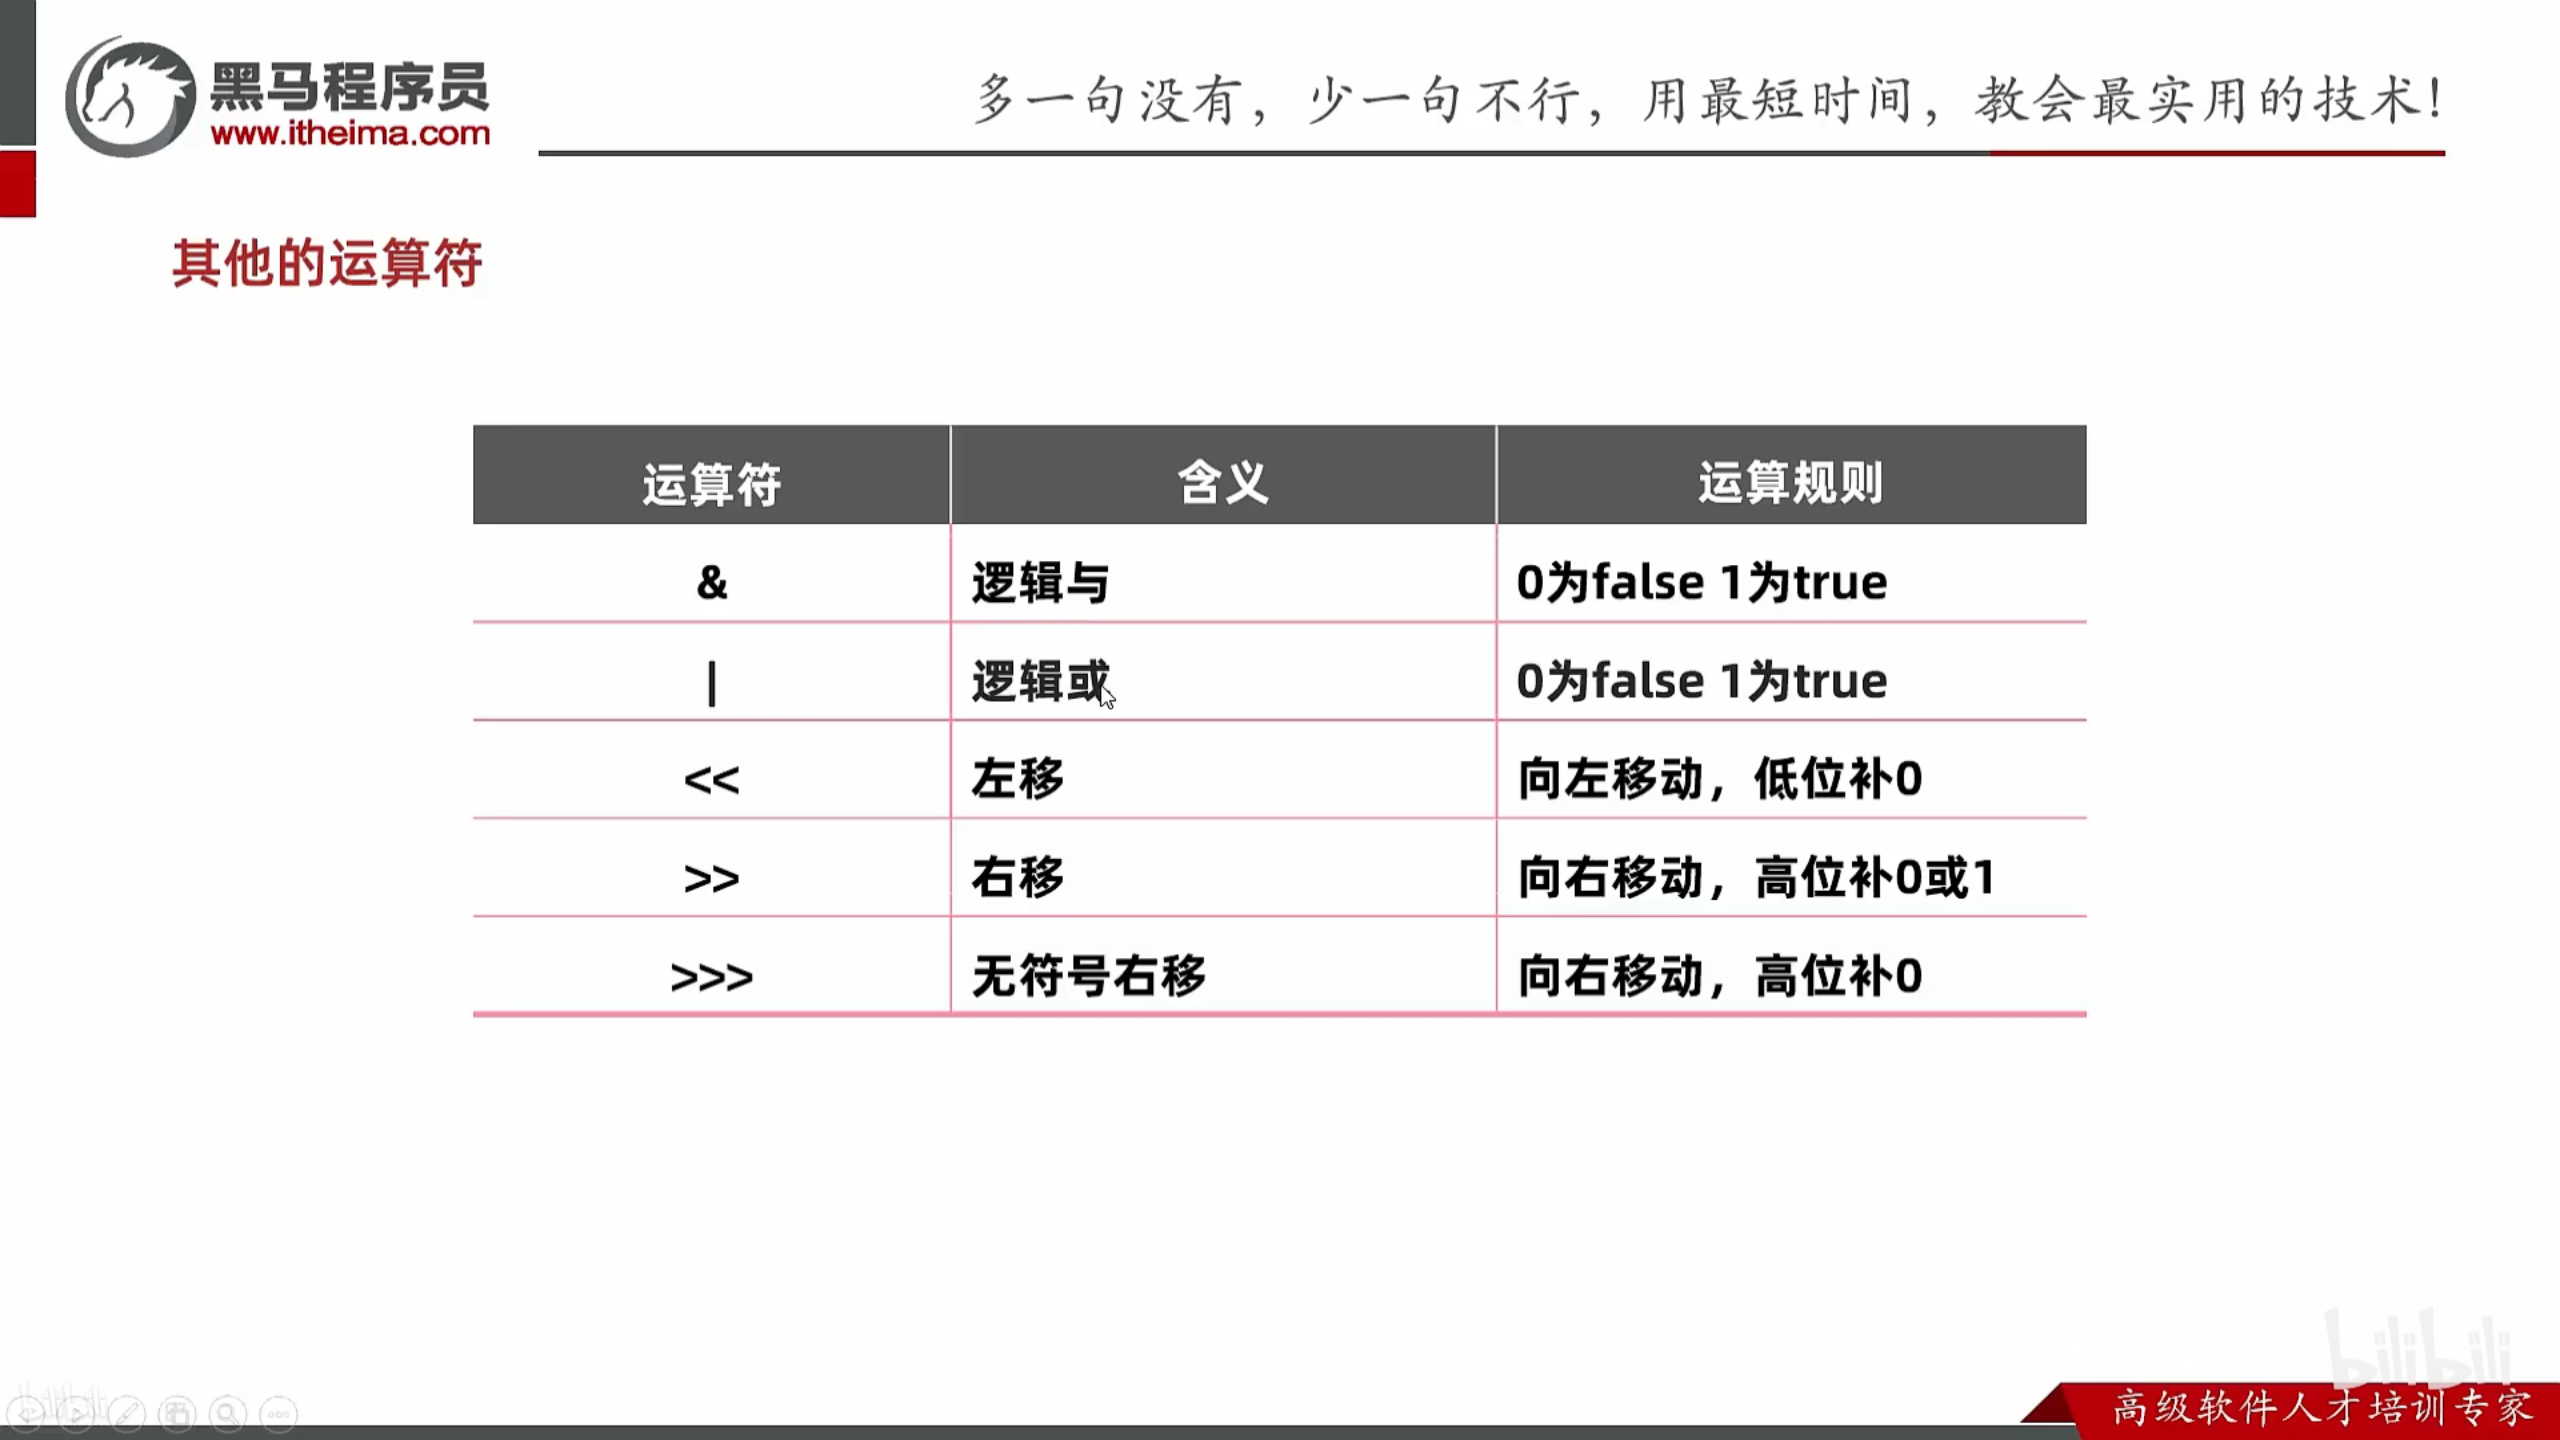 黑马程序员
www.itheima.com
多一句没有，少一句不行，用最短时间，教会最实用的技术！
其他的运算符
运算符 含义 运算规则
& 逻辑与 0为false 1为true
| 逻辑或 0为false 1为true
<< 左移 向左移动，低位补0
>> 右移 向右移动，高位补0或1
>>> 无符号右移 向右移动，高位补0
bilibili
高级软件人才培训专家